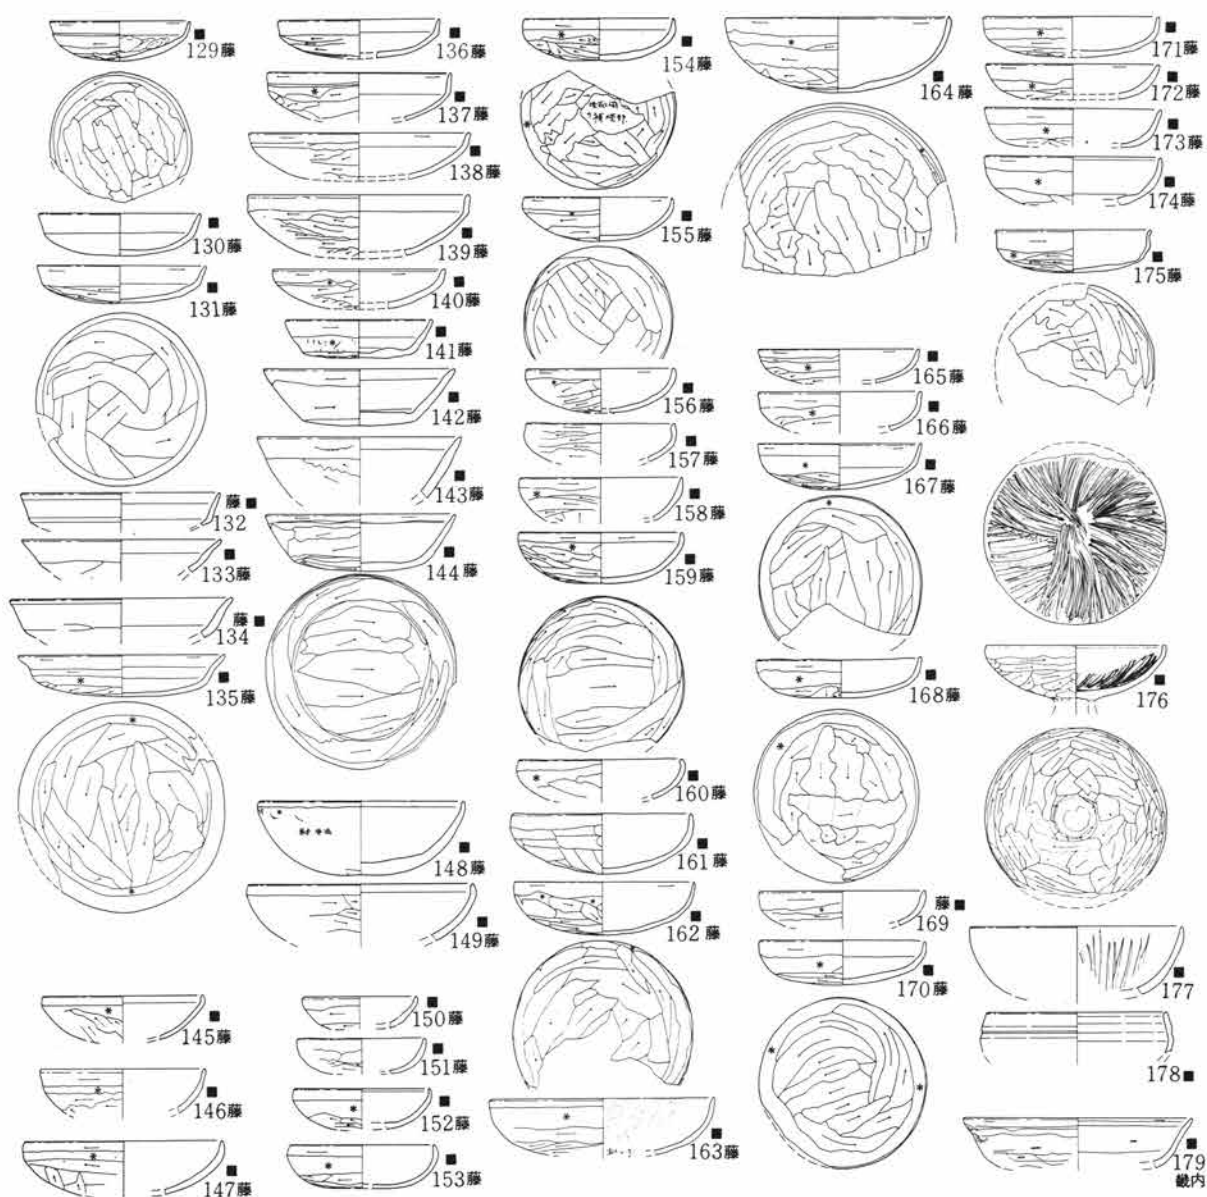 ■
129藤
■
130藤
■
131藤
藤■
132
■
133藤
藤■
134
■
135藤
■
136藤
■
137藤
■
138藤
■
139藤
■
140藤
■
141藤
■
142藤
■
143藤
■
144藤
■
145藤
■
146藤
■
147藤
■
148藤
■
149藤
■
150藤
■
151藤
■
152藤
■
153藤
■
154藤
■
155藤
■
156藤
■
157藤
■
158藤
■
159藤
■
160藤
■
161藤
■
162藤
■
163藤
■
164藤
■
165藤
■
166藤
■
167藤
■
168藤
藤■
169
■
170藤
■
171藤
■
172藤
■
173藤
■
174藤
■
175藤
■
176
■
177
178■
■
179
畿内